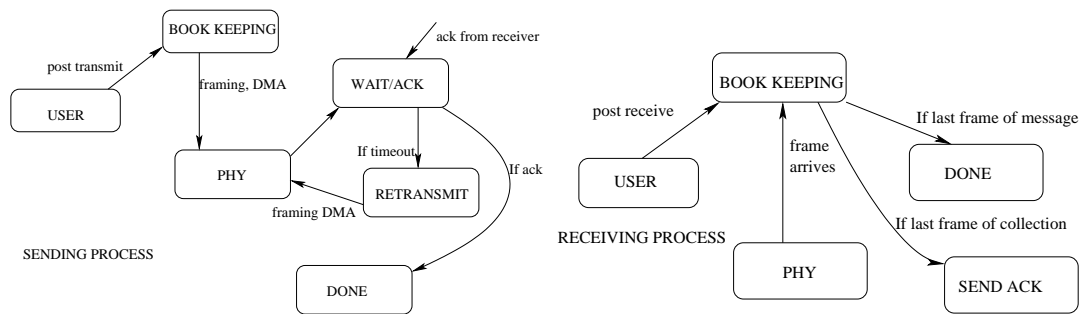 BOOK KEEPING
ack from receiver
post transmit
framing, DMA
WAIT/ACK
USER
If timeout
If ack
PHY
RETRANSMIT
framing DMA
SENDING PROCESS
DONE
BOOK KEEPING
post receive
If last frame of message
frame
arrives
USER
DONE
If last frame of collection
RECEIVING PROCESS
PHY
SEND ACK